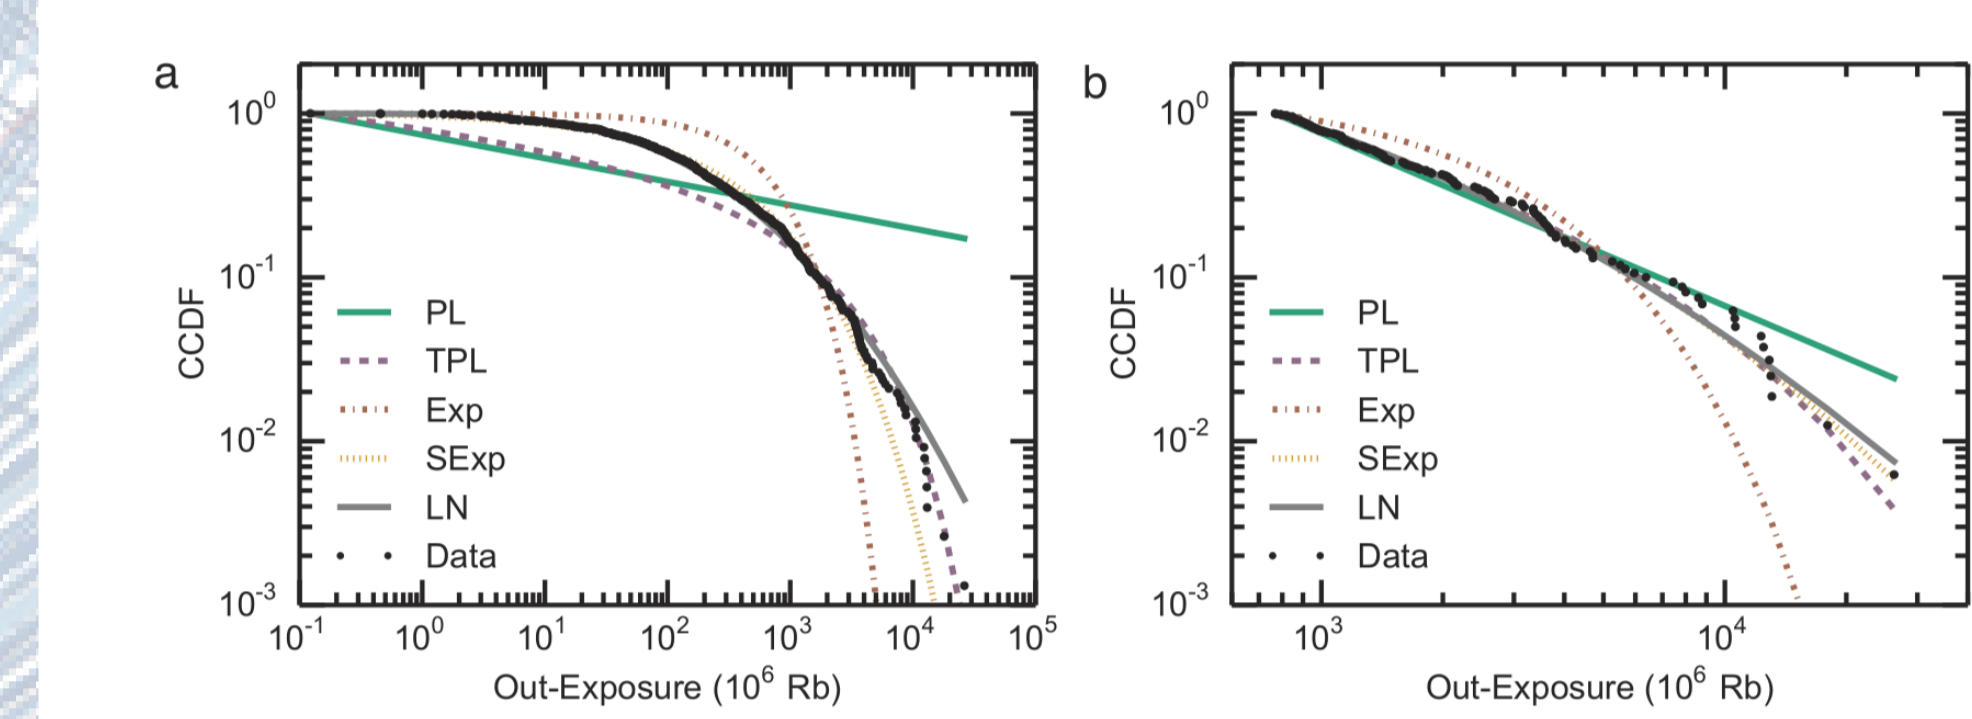 a
CCDF
10^0
10^-1
10^-2
10^-3
PL
TPL
Exp
SExp
LN
Data
10^-1 10^0 10^1 10^2 10^3 10^4 10^5
Out-Exposure (10^6 Rb)
b
CCDF
10^0
10^-1
10^-2
10^-3
PL
TPL
Exp
SExp
LN
Data
10^3 10^4
Out-Exposure (10^6 Rb)